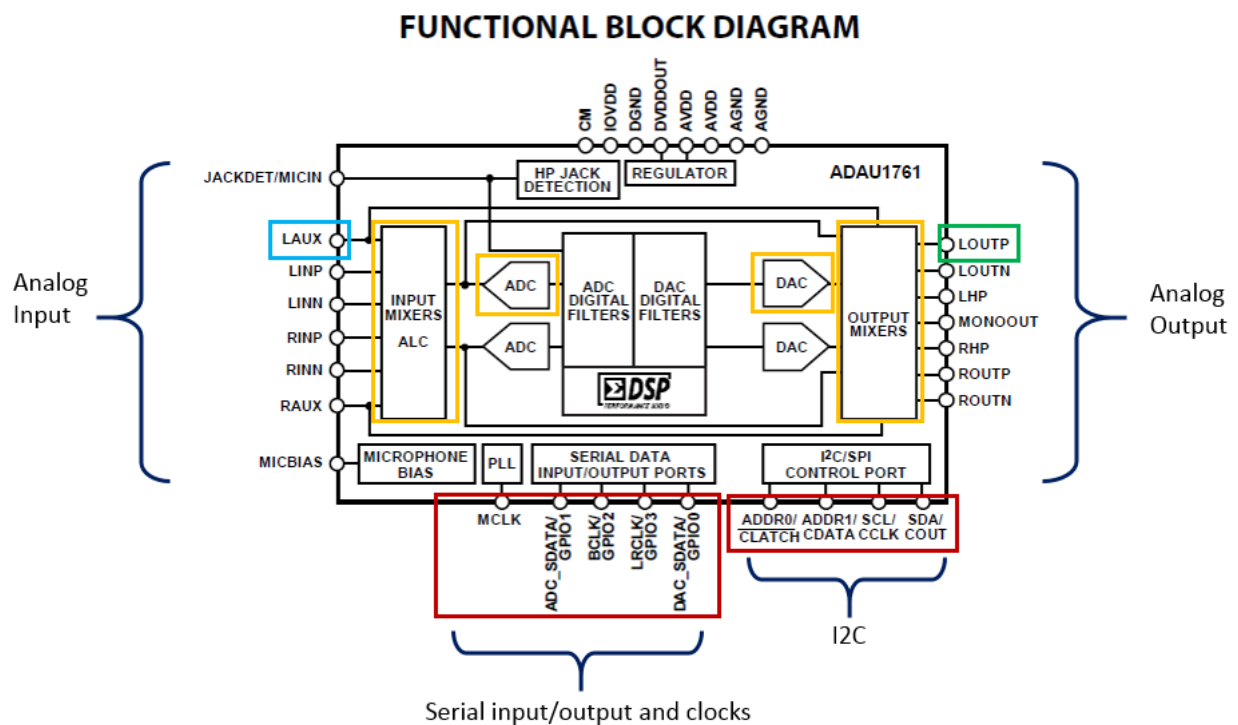 FUNCTIONAL BLOCK DIAGRAM
CM
IOVDD
DGND
DVDDOUT
AVDD
AVDD
AGND
AGND
JACKDET/MICIN
HP JACK
DETECTION
REGULATOR
ADAU1761
LAUX
LINP
LINN
RINP
RINN
RAUX
MICBIAS
Analog
Input
INPUT
MIXERS
ALC
ADC
ADC
ADC
DIGITAL
FILTERS
DAC
DIGITAL
FILTERS
DSP
PERFORMANCE AUDIO
DAC
DAC
OUTPUT
MIXERS
LOUTP
LOUTN
LHP
MONOOUT
RHP
ROUTP
ROUTN
Analog
Output
MICROPHONE
BIAS
PLL
SERIAL DATA
INPUT/OUTPUT PORTS
I²C/SPI
CONTROL PORT
MCLK
ADC_SDATA/
GPIO1
BCLK/
GPIO2
LRCLK/
GPIO3
DAC_SDATA/
GPIO0
ADDR0/
CLATCH
ADDR1/
CDATA
SCL/
CCLK
SDA/
COUT
I2C
Serial input/output and clocks